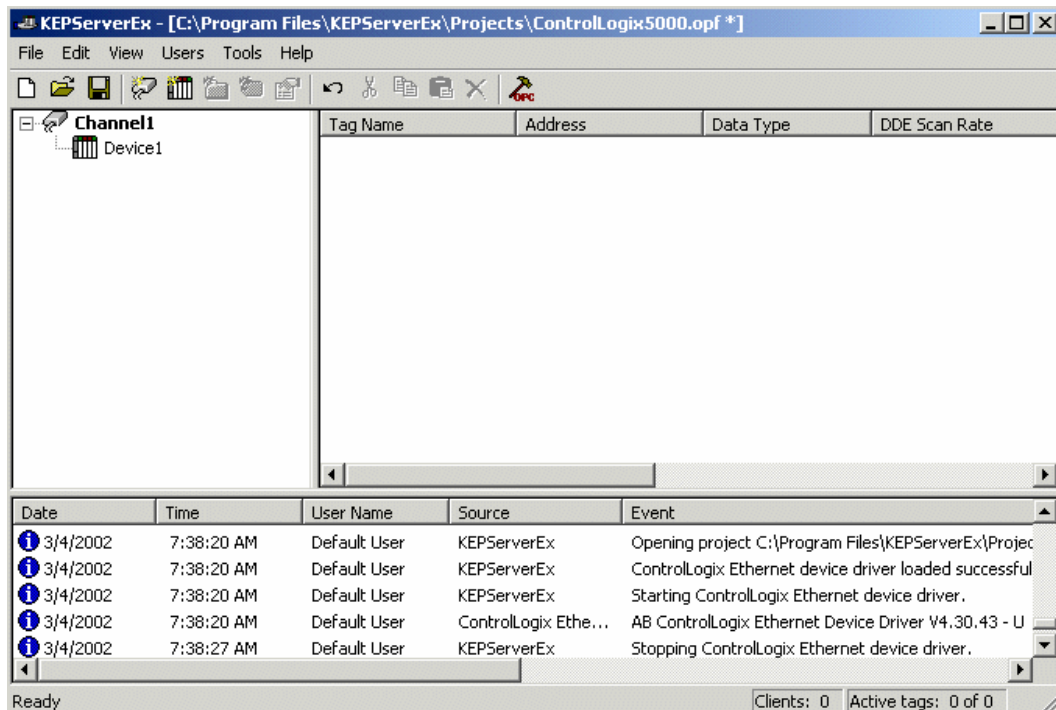 KEPServerEx - [C:\Program Files\KEPServerEx\Projects\ControlLogix5000.opf *]
File Edit View Users Tools Help
OPC
Channel1
Device1
Tag Name Address Data Type DDE Scan Rate
Date Time User Name Source Event
3/4/2002 7:38:20 AM Default User KEPServerEx Opening project C:\Program Files\KEPServerEx\Projec
3/4/2002 7:38:20 AM Default User KEPServerEx ControlLogix Ethernet device driver loaded successful
3/4/2002 7:38:20 AM Default User KEPServerEx Starting ControlLogix Ethernet device driver.
3/4/2002 7:38:20 AM Default User ControlLogix Ethe... AB ControlLogix Ethernet Device Driver V4.30.43 - U
3/4/2002 7:38:27 AM Default User KEPServerEx Stopping ControlLogix Ethernet device driver.
Ready Clients: 0 Active tags: 0 of 0